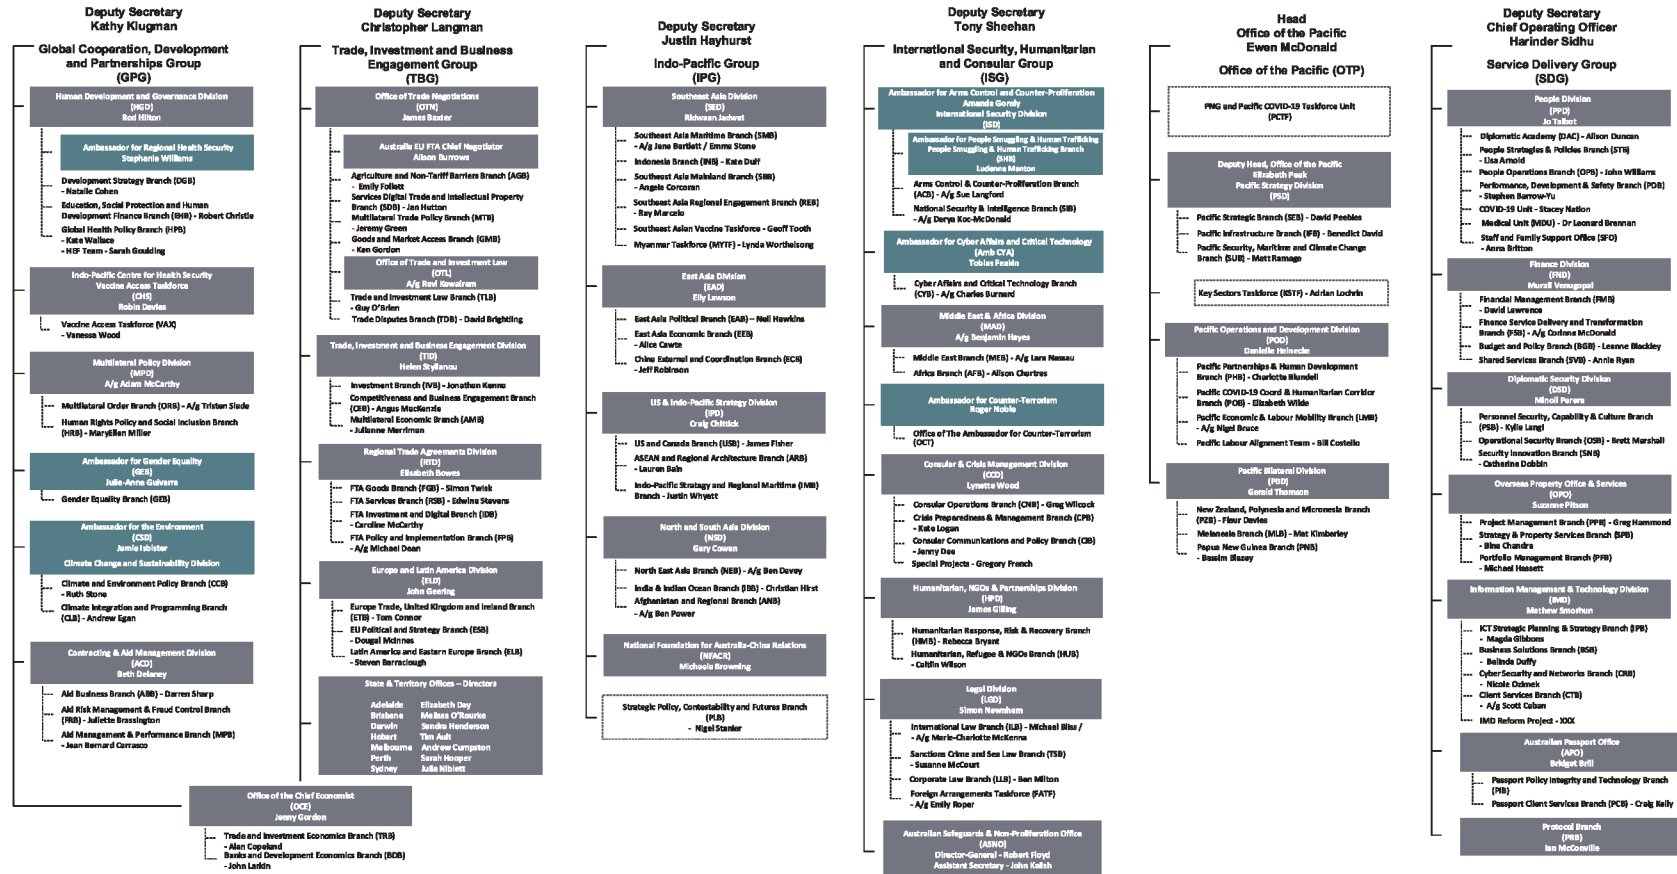 Deputy Secretary
Kathy Klugman
Global Cooperation, Development
and Partnerships Group
(GPG)
Human Development and Governance Division
(HGD)
Rod Hilton
Ambassador for Regional Health Security
Stephanie Williams
Development Strategy Branch (DGB)
- Natalie Cohen
Education, Social Protection and Human
Development Finance Branch (EHB) - Robert Christie
Global Health Policy Branch (HPB)
- Kate Wallace
- HEF Team - Sarah Goulding
Indo-Pacific Centre for Health Security
Vaccine Access Taskforce
(CHS)
Robin Davies
Vaccine Access Taskforce (VAX)
- Vanessa Wood
Multilateral Policy Division
(MPD)
A/g Adam McCarthy
Multilateral Order Branch (ORB) - A/g Tristen Slade
Human Rights Policy and Social Inclusion Branch
(HRB) - MaryEllen Miller
Ambassador for Gender Equality
(GEB)
Julie-Anne Guivarra
Gender Equality Branch (GEB)
Ambassador for the Environment
(CSD)
Jamie Isbister
Climate Change and Sustainability Division
Climate and Environment Policy Branch (CCB)
- Ruth Stone
Climate Integration and Programming Branch
(CLB) - Andrew Egan
Contracting & Aid Management Division
(ACD)
Beth Delaney
Aid Business Branch (ABB) - Darren Sharp
Aid Risk Management & Fraud Control Branch
(FRB) - Juliette Brassington
Aid Management & Performance Branch (MPB)
- Jean Bernard Carrasco
Office of the Chief Economist
(OCE)
Jenny Gordon
Trade and Investment Economics Branch (TRB)
- Alan Copeland
Banks and Development Economics Branch (BDB)
- John Larkin
Deputy Secretary
Christopher Langman
Trade, Investment and Business
Engagement Group
(TBG)
Office of Trade Negotiations
(OTN)
James Baxter
Australia EU FTA Chief Negotiator
Alison Burrows
Agriculture and Non-Tariff Barriers Branch (AGB)
- Emily Follett
Services Digital Trade and Intellectual Property
Branch (SDB) - Jan Hutton
Multilateral Trade Policy Branch (MTB)
- Jeremy Green
Goods and Market Access Branch (GMB)
- Ken Gordon
Office of Trade and Investment Law
(OTL)
A/g Ravi Kewalram
Trade and Investment Law Branch (TLB)
- Guy O'Brien
Trade Disputes Branch (TDB) - David Brightling
Trade, Investment and Business Engagement Division
(TID)
Helen Stylianou
Investment Branch (IVB) - Jonathan Kenna
Competitiveness and Business Engagement Branch
(CEB) - Angus MacKenzie
Multilateral Economic Branch (AMB)
- Julianne Merriman
Regional Trade Agreements Division
(RTD)
Elisabeth Bowes
FTA Goods Branch (FGB) - Simon Twisk
FTA Services Branch (RSB) - Edwina Stevens
FTA Investment and Digital Branch (IDB)
- Caroline McCarthy
FTA Policy and Implementation Branch (FPB)
- A/g Michael Dean
Europe and Latin America Division
(ELD)
John Geering
Europe Trade, United Kingdom and Ireland Branch
(ETB) - Tom Connor
EU Political and Strategy Branch (ESB)
- Dougal McInnes
Latin America and Eastern Europe Branch (ELB)
- Steven Barraclough
State & Territory Offices – Directors
Adelaide Elizabeth Day
Brisbane Melissa O'Rourke
Darwin Sandra Henderson
Hobart Tim Ault
Melbourne Andrew Cumpston
Perth Sarah Hooper
Sydney Julia Niblett
Deputy Secretary
Justin Hayhurst
Indo-Pacific Group
(IPG)
Southeast Asia Division
(SED)
Ridwaan Jadwat
Southeast Asia Maritime Branch (SMB)
- A/g Jane Bartlett / Emma Stone
Indonesia Branch (INB) - Kate Duff
Southeast Asia Mainland Branch (SBB)
- Angela Corcoran
Southeast Asia Regional Engagement Branch (REB)
- Ray Marcelo
Southeast Asian Vaccine Taskforce - Geoff Tooth
Myanmar Taskforce (MYTF) - Lynda Worthaisong
East Asia Division
(EAD)
Elly Lawson
East Asia Political Branch (EAB) – Neil Hawkins
East Asia Economic Branch (EEB)
- Alice Cawte
China External and Coordination Branch (ECB)
- Jeff Robinson
US & Indo-Pacific Strategy Division
(IPD)
Craig Chittick
US and Canada Branch (USB) - James Fisher
ASEAN and Regional Architecture Branch (ARB)
- Lauren Bain
Indo-Pacific Strategy and Regional Maritime (IMB)
Branch - Justin Whyatt
North and South Asia Division
(NSD)
Gary Cowan
North East Asia Branch (NEB) - A/g Ben Davey
India & Indian Ocean Branch (IBB) - Christian Hirst
Afghanistan and Regional Branch (ANB)
- A/g Ben Power
National Foundation for Australia-China Relations
(NFACR)
Michaela Browning
Strategic Policy, Contestability and Futures Branch
(PLB)
- Nigel Stanier
Deputy Secretary
Tony Sheehan
International Security, Humanitarian
and Consular Group
(ISG)
Ambassador for Arms Control and Counter-Proliferation
Amanda Gorely
International Security Division
(ISD)
Ambassador for People Smuggling & Human Trafficking
People Smuggling & Human Trafficking Branch
(SHB)
Lucienne Manton
Arms Control & Counter-Proliferation Branch
(ACB) - A/g Sue Langford
National Security & Intelligence Branch (SIB)
- A/g Derya Koc-McDonald
Ambassador for Cyber Affairs and Critical Technology
(Amb CYA)
Tobias Feakin
Cyber Affairs and Critical Technology Branch
(CYB) - A/g Charles Burnard
Middle East & Africa Division
(MAD)
A/g Benjamin Hayes
Middle East Branch (MEB) - A/g Lara Nassau
Africa Branch (AFB) - Alison Chartres
Ambassador for Counter-Terrorism
Roger Noble
Office of The Ambassador for Counter-Terrorism
(OCT)
Consular & Crisis Management Division
(CCD)
Lynette Wood
Consular Operations Branch (CNB) - Greg Wilcock
Crisis Preparedness & Management Branch (CPB)
- Kate Logan
Consular Communications and Policy Branch (CIB)
- Jenny Dee
Special Projects - Gregory French
Humanitarian, NGOs & Partnerships Division
(HPD)
James Gilling
Humanitarian Response, Risk & Recovery Branch
(HMB) - Rebecca Bryant
Humanitarian, Refugee & NGOs Branch (HUB)
- Caitlin Wilson
Legal Division
(LGD)
Simon Newnham
International Law Branch (ILB) - Michael Bliss /
- A/g Marie-Charlotte McKenna
Sanctions Crime and Sea Law Branch (TSB)
- Suzanne McCourt
Corporate Law Branch (LLB) - Ben Milton
Foreign Arrangements Taskforce (FATF)
- A/g Emily Roper
Australian Safeguards & Non-Proliferation Office
(ASNO)
Director-General - Robert Floyd
Assistant Secretary - John Kalish
Head
Office of the Pacific
Ewen McDonald
Office of the Pacific (OTP)
PNG and Pacific COVID-19 Taskforce Unit
(PCTF)
Deputy Head, Office of the Pacific
Elizabeth Peak
Pacific Strategy Division
(PSD)
Pacific Strategic Branch (SEB) - David Peebles
Pacific Infrastructure Branch (IFB) - Benedict David
Pacific Security, Maritime and Climate Change
Branch (SUB) - Matt Ramage
Key Sectors Taskforce (KSTF) - Adrian Lochrin
Pacific Operations and Development Division
(POD)
Danielle Heinecke
Pacific Partnerships & Human Development
Branch (PHB) - Charlotte Blundell
Pacific COVID-19 Coord & Humanitarian Corridor
Branch (POB) - Elizabeth Wilde
Pacific Economic & Labour Mobility Branch (LMB)
- A/g Nigel Bruce
Pacific Labour Alignment Team - Bill Costello
Pacific Bilateral Division
(PBD)
Gerald Thomson
New Zealand, Polynesia and Micronesia Branch
(PZB) - Fleur Davies
Melanesia Branch (MLB) - Mat Kimberley
Papua New Guinea Branch (PNB)
- Bassim Blazey
Deputy Secretary
Chief Operating Officer
Harinder Sidhu
Service Delivery Group
(SDG)
People Division
(PPD)
Jo Talbot
Diplomatic Academy (DAC) - Alison Duncan
People Strategies & Policies Branch (STB)
- Lisa Arnold
People Operations Branch (OPB) - John Williams
Performance, Development & Safety Branch (PDB)
- Stephen Barrow-Yu
COVID-19 Unit - Stacey Nation
Medical Unit (MDU) - Dr Leonard Brennan
Staff and Family Support Office (SFO)
- Anna Britton
Finance Division
(FND)
Murali Venugopal
Financial Management Branch (FMB)
- David Lawrence
Finance Service Delivery and Transformation
Branch (FSB) - A/g Corinne McDonald
Budget and Policy Branch (BGB) - Leanne Blackley
Shared Services Branch (SVB) - Annie Ryan
Diplomatic Security Division
(DSD)
Minoli Perera
Personnel Security, Capability & Culture Branch
(PSB) - Kylie Langi
Operational Security Branch (OSB) - Brett Marshall
Security Innovation Branch (SNB)
- Catherine Dobbin
Overseas Property Office & Services
(OPO)
Suzanne Pitson
Project Management Branch (PPB) - Greg Hammond
Strategy & Property Services Branch (SPB)
- Bina Chandra
Portfolio Management Branch (PFB)
- Michael Hassett
Information Management & Technology Division
(IMD)
Mathew Smorhun
ICT Strategic Planning & Strategy Branch (IPB)
- Magda Gibbons
Business Solutions Branch (BSB)
- Belinda Duffy
Cyber Security and Networks Branch (CRB)
- Nicole Ozimek
Client Services Branch (CTB)
- A/g Scott Caban
IMD Reform Project - XXX
Australian Passport Office
(APO)
Bridget Brill
Passport Policy Integrity and Technology Branch
(PIB)
Passport Client Services Branch (PCB) - Craig Kelly
Protocol Branch
(PRB)
Ian McConville